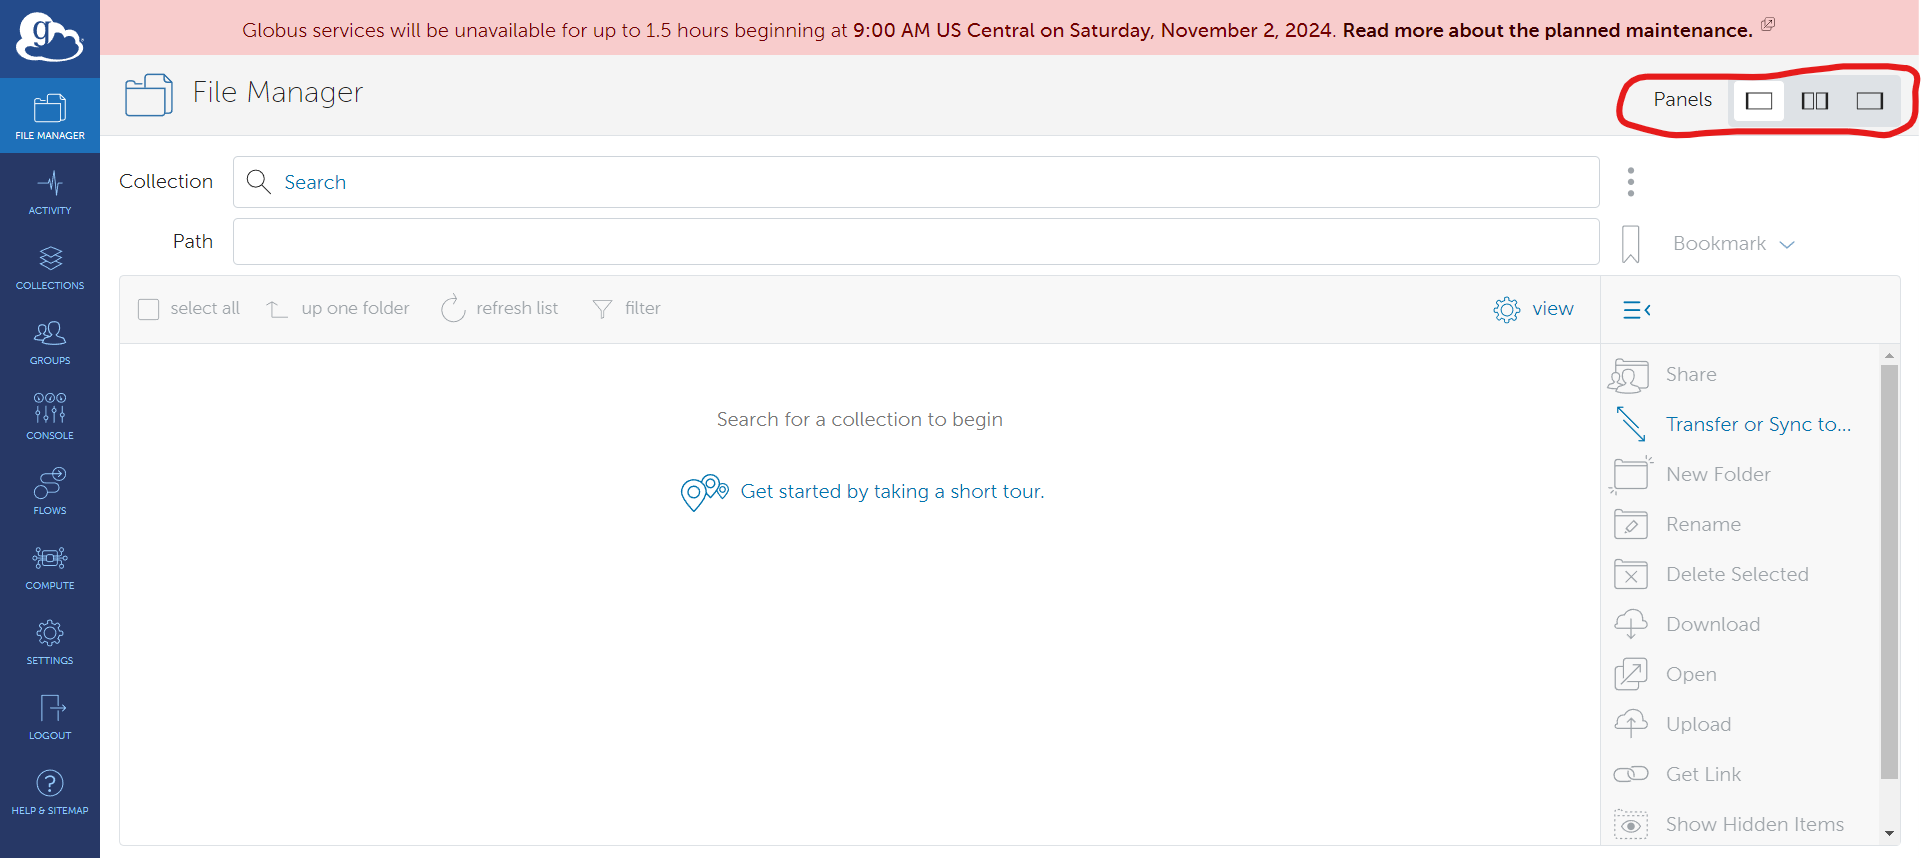 Globus services will be unavailable for up to 1.5 hours beginning at 9:00 AM US Central on Saturday, November 2, 2024. Read more about the planned maintenance.
g
File Manager
Panels
FILE MANAGER
ACTIVITY
COLLECTIONS
GROUPS
CONSOLE
FLOWS
COMPUTE
SETTINGS
LOGOUT
HELP & SITEMAP
Collection
Search
Path
Bookmark
select all up one folder refresh list filter view
Search for a collection to begin
Get started by taking a short tour.
Share
Transfer or Sync to...
New Folder
Rename
Delete Selected
Download
Open
Upload
Get Link
Show Hidden Items